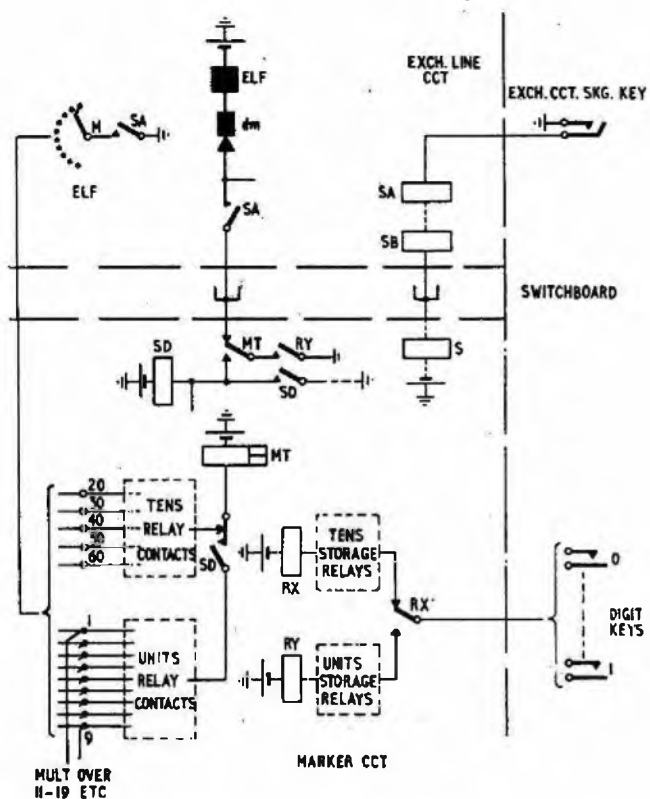 ELF
dm
EXCH. LINE
CCT
EXCH. CCT. SKG. KEY
M
SA
ELF
SA
SA
SB
SWITCHBOARD
SD
MT
RY
S
SD
MT
20
30
40
50
60
TENS
RELAY
CONTACTS
SD
RX
TENS
STORAGE
RELAYS
RX
0
DIGIT
KEYS
1
1
UNITS
RELAY
CONTACTS
9
RY
UNITS
STORAGE
RELAYS
MULT OVER
11-19 ETC
MARKER CCT